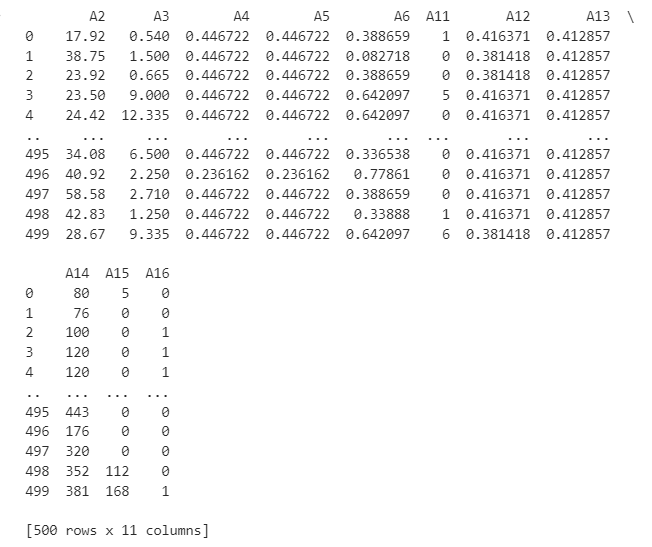 A2 A3 A4 A5 A6 A11 A12 A13 \
0 17.92 0.540 0.446722 0.446722 0.388659 1 0.416371 0.412857
1 38.75 1.500 0.446722 0.446722 0.082718 0 0.381418 0.412857
2 23.92 0.665 0.446722 0.446722 0.388659 0 0.381418 0.412857
3 23.50 9.000 0.446722 0.446722 0.642097 5 0.416371 0.412857
4 24.42 12.335 0.446722 0.446722 0.642097 0 0.416371 0.412857
.. ... ... ... ... ... ... ... ...
495 34.08 6.500 0.446722 0.446722 0.336538 0 0.416371 0.412857
496 40.92 2.250 0.236162 0.236162 0.77861 0 0.416371 0.412857
497 58.58 2.710 0.446722 0.446722 0.388659 0 0.416371 0.412857
498 42.83 1.250 0.446722 0.446722 0.33888 1 0.416371 0.412857
499 28.67 9.335 0.446722 0.446722 0.642097 6 0.381418 0.412857
A14 A15 A16
0 80 5 0
1 76 0 0
2 100 0 1
3 120 0 1
4 120 0 1
.. ... ... ...
495 443 0 0
496 176 0 0
497 320 0 0
498 352 112 0
499 381 168 1
[500 rows x 11 columns]